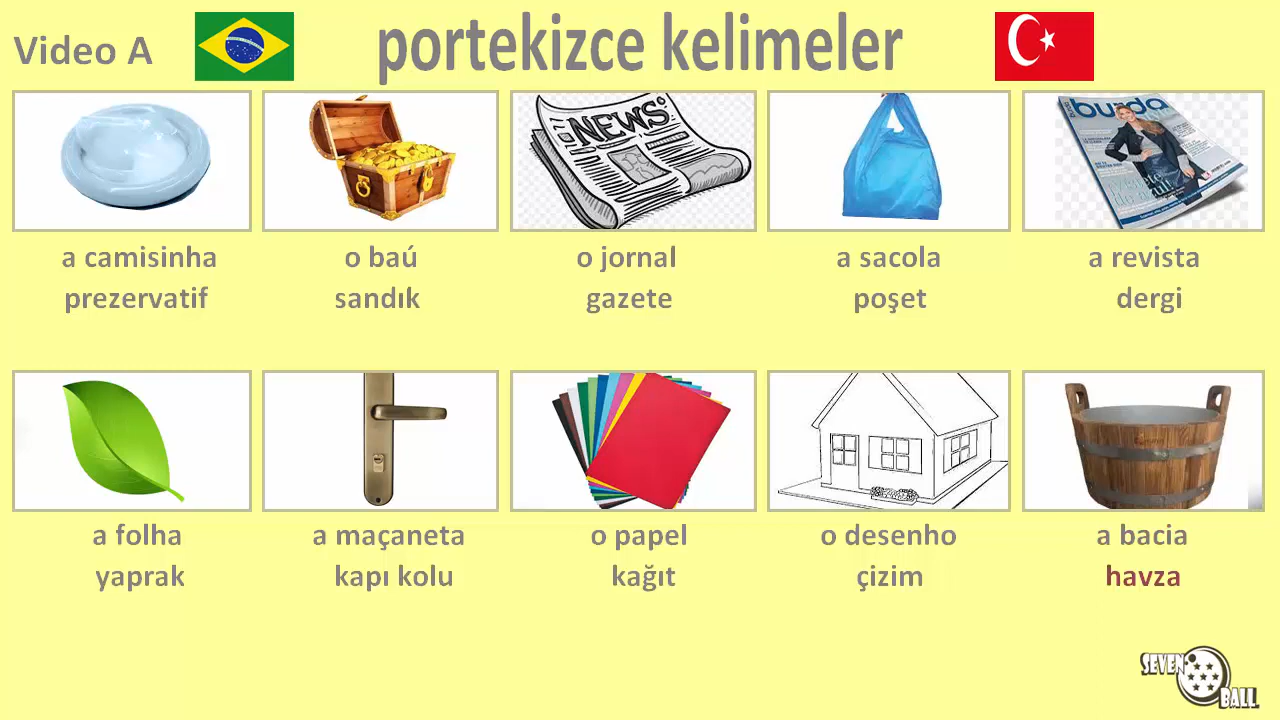 Video A
portekizce kelimeler
NEWS
burda
a camisinha
o baú
o jornal
a sacola
a revista
prezervatif
sandık
gazete
poşet
dergi
a folha
a maçaneta
o papel
o desenho
a bacia
yaprak
kapı kolu
kağıt
çizim
havza
SEVEN
BALL